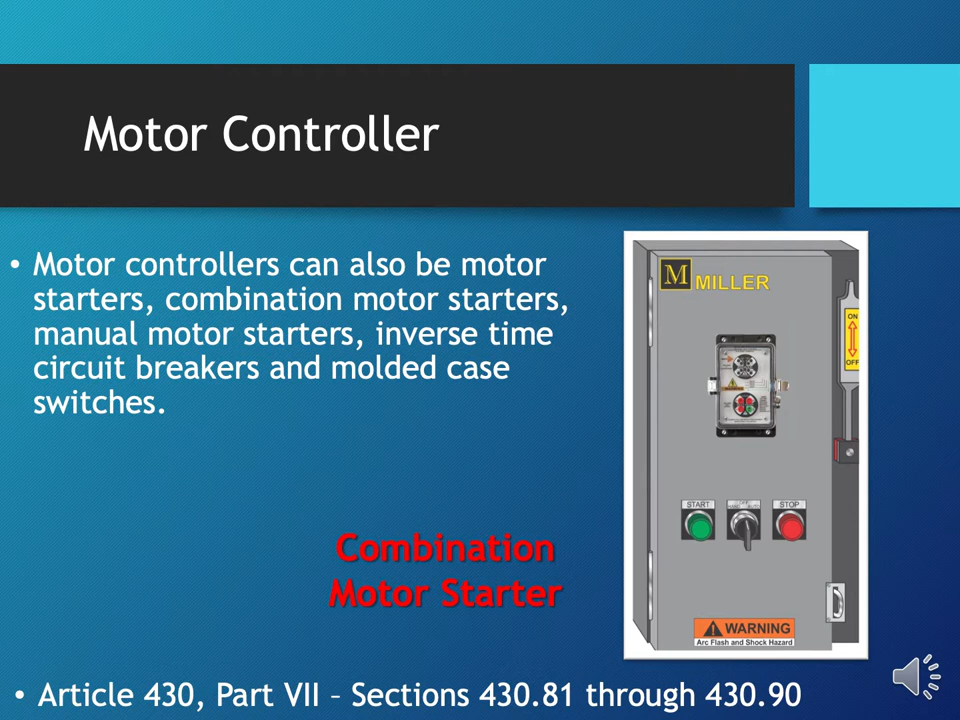 Motor Controller
• Motor controllers can also be motor
starters, combination motor starters,
manual motor starters, inverse time
circuit breakers and molded case
switches.
M MILLER
ON
OFF
START
STOP
Combination
Motor Starter
WARNING
Arc Flash and Shock Hazard
• Article 430, Part VII – Sections 430.81 through 430.90